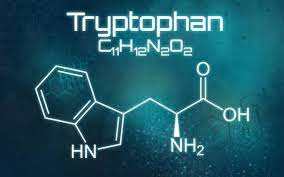 Tryptophan
C₁₁H₁₂N₂O₂
O
OH
HN
NH₂